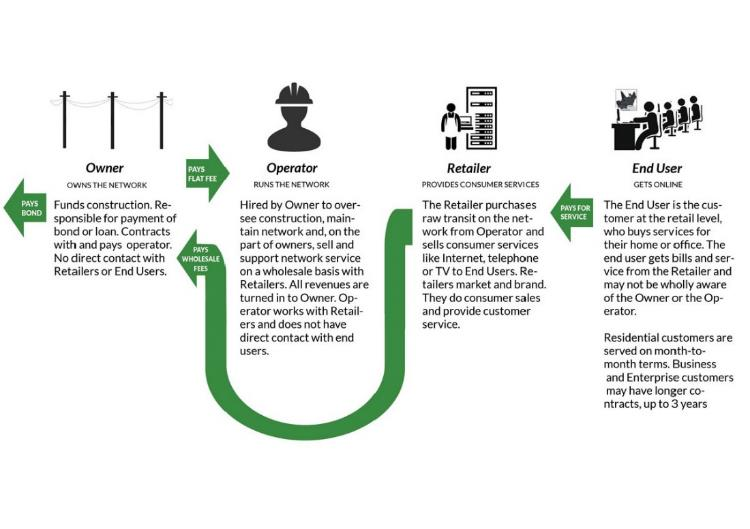 Owner
OWNS THE NETWORK
PAYS
BOND
Funds construction. Re-
sponsible for payment of
bond or loan. Contracts
with and pays operator.
No direct contact with
Retailers or End Users.
PAYS
FLAT FEE
PAYS
WHOLESALE
FEES
Operator
RUNS THE NETWORK
Hired by Owner to over-
see construction, main-
tain network and, on the
part of owners, sell and
support network service
on a wholesale basis with
Retailers. All revenues are
turned in to Owner. Op-
erator works with Retail-
ers and does not have
direct contact with end
users.
Retailer
PROVIDES CONSUMER SERVICES
The Retail purchases
raw transit on the net-
work from Operator and
sells consumer services
like Internet, telephone
or TV to End Users. Re-
tailers market and brand.
They do consumer sales
and provide customer
service.
PAYS FOR
SERVICE
End User
GETS ONLINE
The End User is the cus-
tomer at the retail level,
who buys services for
their home or office. The
end user gets bills and ser-
vice from the Retailer and
may not be wholly aware
of the Owner or the Op-
erator.
Residential customers are
served on month-to-
month terms. Business
and Enterprise customers
may have longer co-
ntracts, up to 3 years